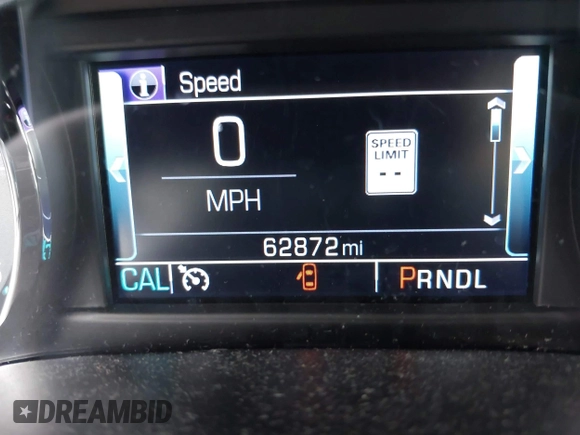 Speed
0
MPH
SPEED
LIMIT
--
62872 mi
CAL
PRNDL
DREAMBID